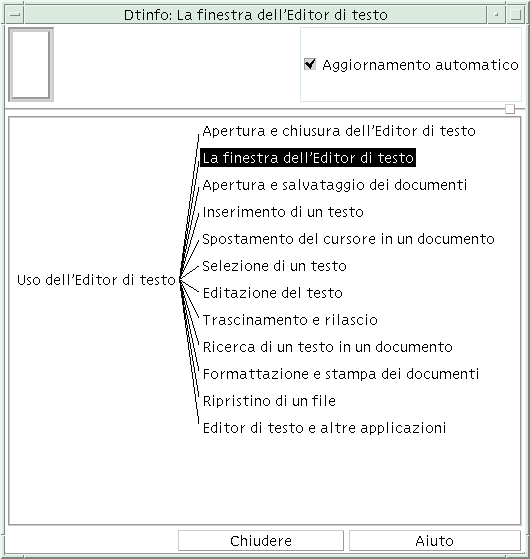 Dtinfo: La finestra dell'Editor di testo
Aggiornamento automatico
Apertura e chiusura dell'Editor di testo
La finestra dell'Editor di testo
Apertura e salvataggio dei documenti
Inserimento di un testo
Spostamento del cursore in un documento
Selezione di un testo
Uso dell'Editor di testo
Editazione del testo
Trascinamento e rilascio
Ricerca di un testo in un documento
Formattazione e stampa dei documenti
Ripristino di un file
Editor di testo e altre applicazioni
Chiudere
Aiuto